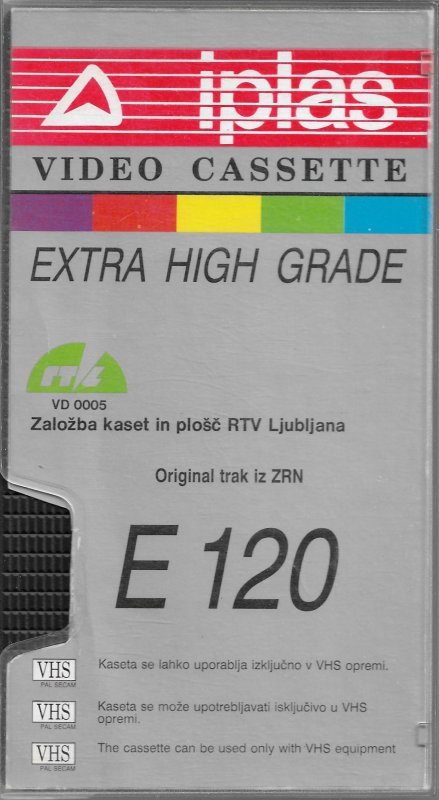 iplas
VIDEO CASSETTE
EXTRA HIGH GRADE
RTVL
VD 0005
Založba kaset in plošč RTV Ljubljana
Original trak iz ZRN
E 120
VHS Kaseta se lahko uporablja izključno v VHS opremi.
PAL SECAM
VHS Kaseta se može upotrebljavati isključivo u VHS
PAL SECAM opremi.
VHS The cassette can be used only with VHS equipment
PAL SECAM